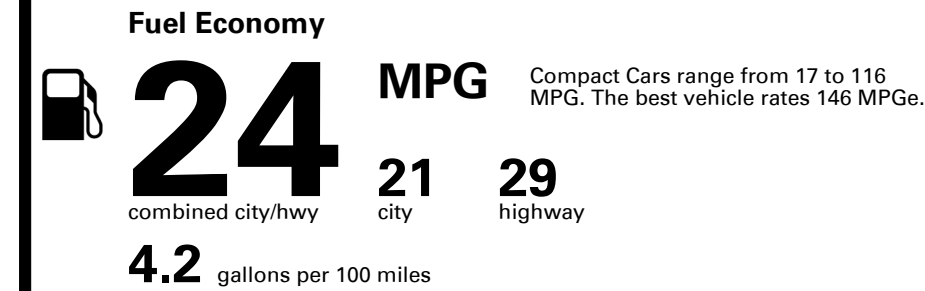 Fuel Economy
24
MPG
Compact Cars range from 17 to 116
MPG. The best vehicle rates 146 MPGe.
combined city/hwy
21
city
29
highway
4.2 gallons per 100 miles